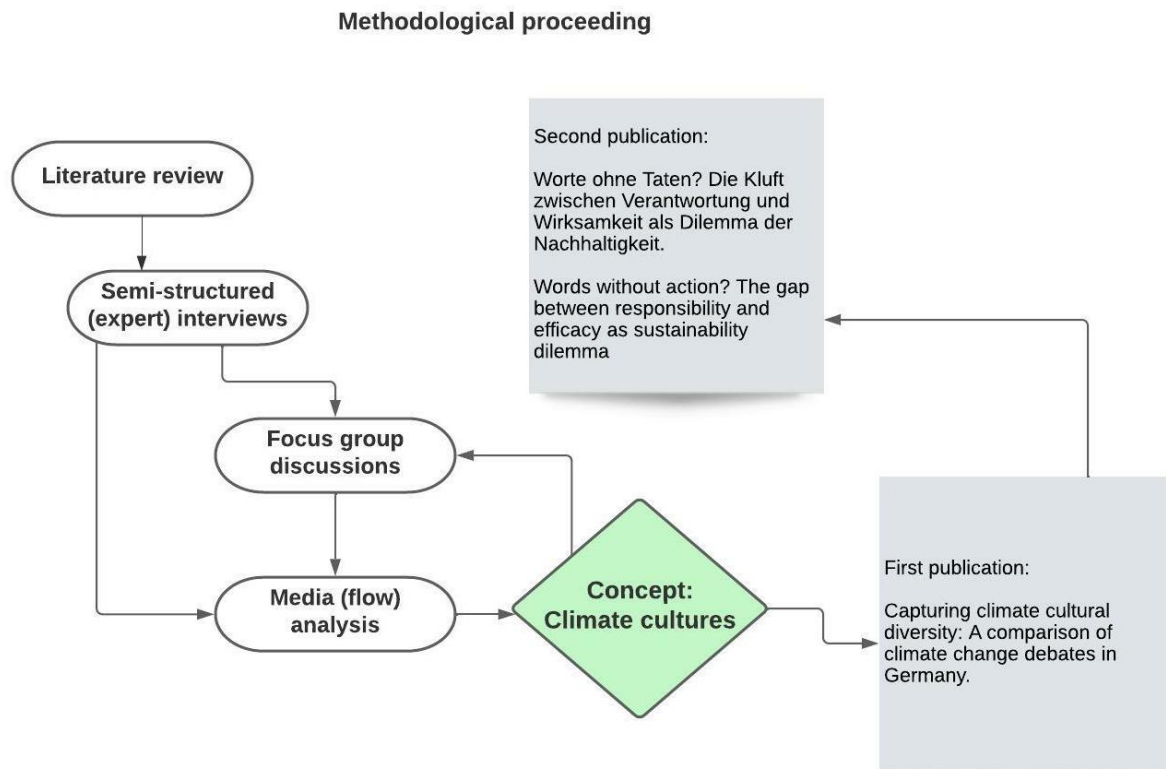 Methodological proceeding
Literature review
Semi-structured
(expert) interviews
Focus group
discussions
Media (flow)
analysis
Concept:
Climate cultures
Second publication:
Worte ohne Taten? Die Kluft
zwischen Verantwortung und
Wirksamkeit als Dilemma der
Nachhaltigkeit.
Words without action? The gap
between responsibility and
efficacy as sustainability
dilemma
First publication:
Capturing climate cultural
diversity: A comparison of
climate change debates in
Germany.